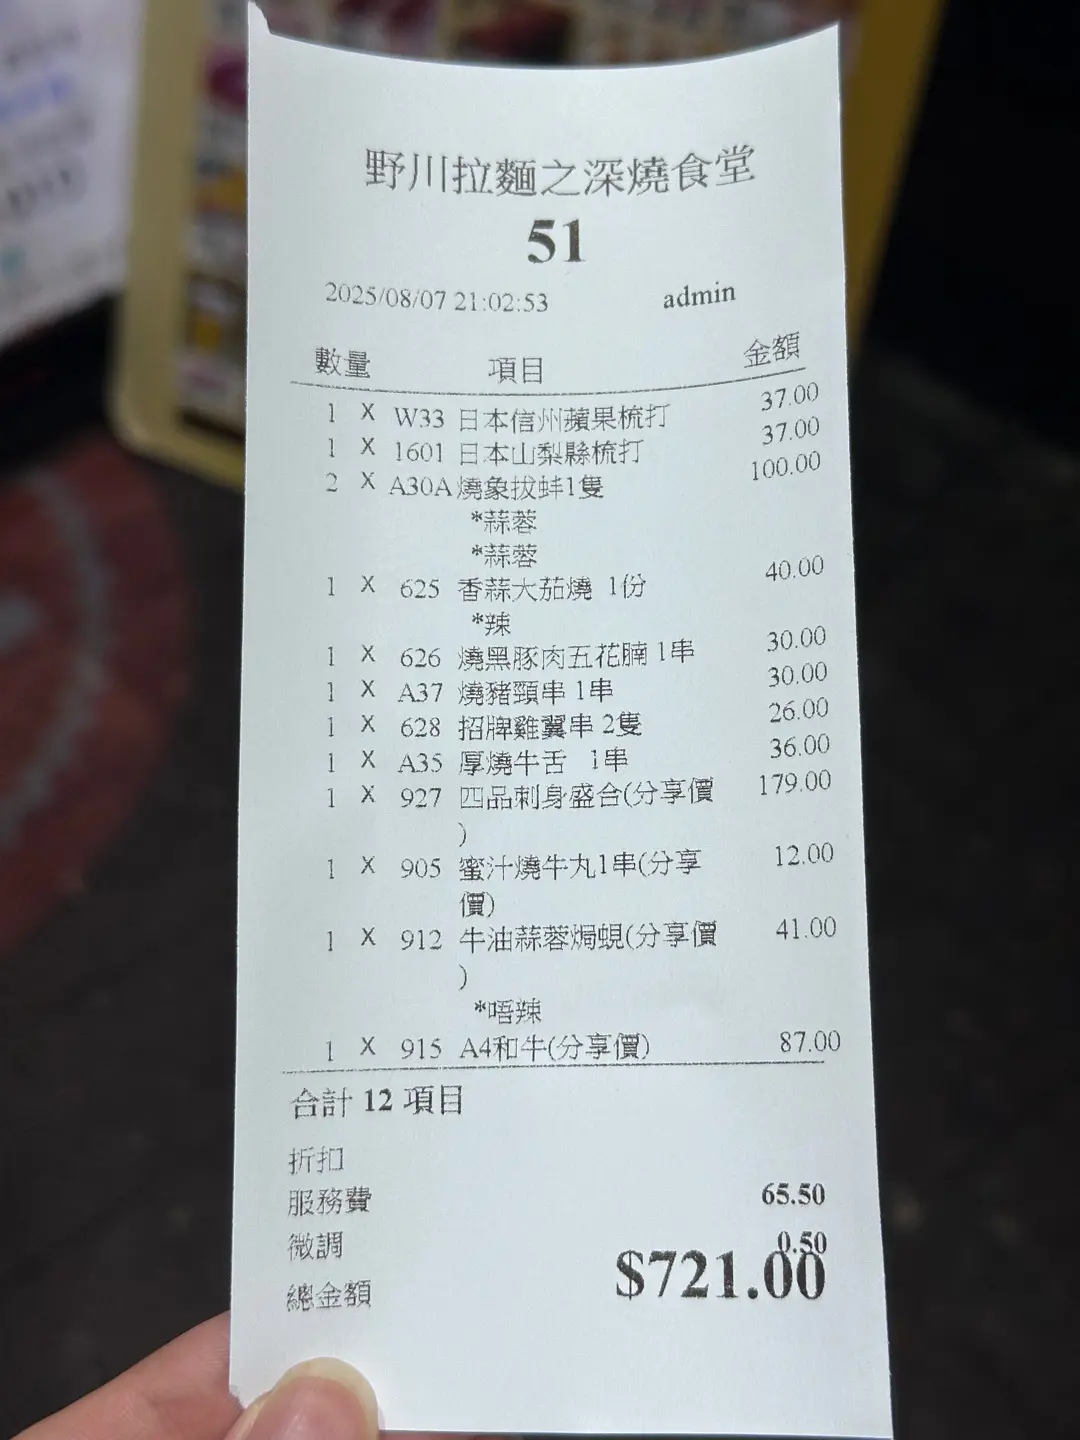 野川拉麵之深燒食堂
51
2025/08/07 21:02:53 admin
數量 項目 金額
1 X W33 日本信州蘋果梳打 37.00
1 X 1601 日本山梨縣梳打 37.00
2 X A30A 燒象拔蚌1隻 100.00
*蒜蓉
*蒜蓉
1 X 625 香蒜大茄燒 1份 40.00
*辣
1 X 626 燒黑豚肉五花腩 1串 30.00
1 X A37 燒豬頸串 1串 30.00
1 X 628 招牌雞翼串 2隻 26.00
1 X A35 厚燒牛舌 1串 36.00
1 X 927 四品刺身盛合(分享價 179.00
)
1 X 905 蜜汁燒牛丸1串(分享 12.00
價)
1 X 912 牛油蒜蓉焗蜆(分享價 41.00
)
*唔辣
1 X 915 A4和牛(分享價) 87.00
合計 12 項目
折扣
服務費 65.50
微調 0.50
總金額 $721.00